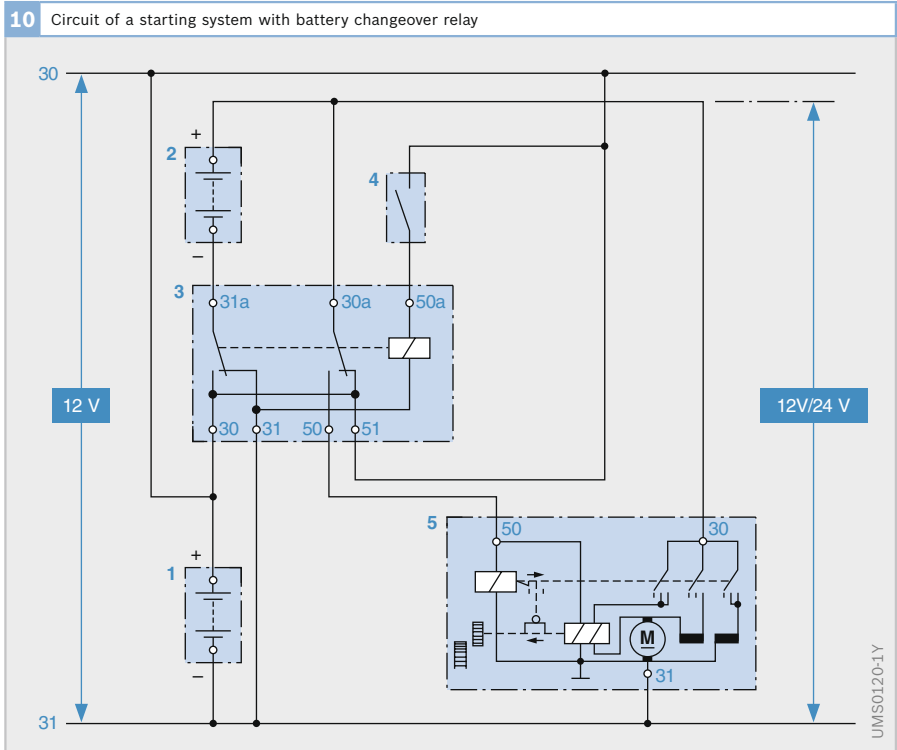 10 Circuit of a starting system with battery changeover relay
30
+
2
4
−
3
31a 30a 50a
12 V
12V/24 V
30 31 50 51
5 50 30
+
1
M
−
31
31
UMS0120-1Y